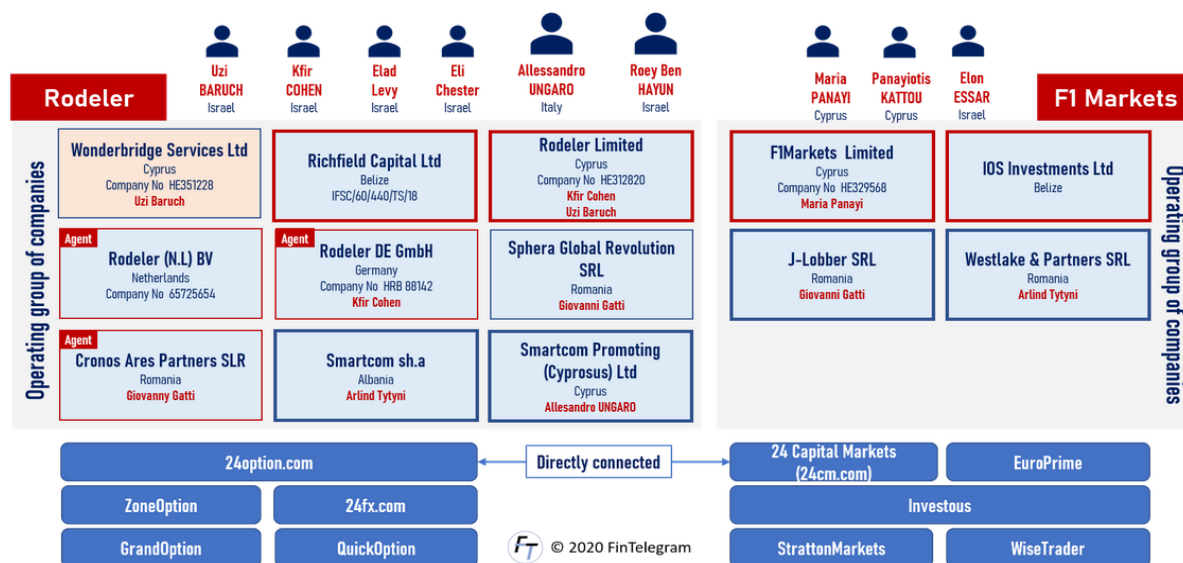 Uzi
BARUCH
Israel
Kfir
COHEN
Israel
Elad
Levy
Israel
Eli
Chester
Israel
Allessandro
UNGARO
Italy
Roey Ben
HAYUN
Israel
Maria
PANAYI
Cyprus
Panayiotis
KATTOU
Cyprus
Elon
ESSAR
Israel
Rodeler
F1 Markets
Operating group of companies
Wonderbridge Services Ltd
Cyprus
Company No HE351228
Uzi Baruch
Richfield Capital Ltd
Belize
IFSC/60/440/TS/18
Rodeler Limited
Cyprus
Company No HE312820
Kfir Cohen
Uzi Baruch
F1Markets Limited
Cyprus
Company No HE329568
Maria Panayi
IOS Investments Ltd
Belize
Operating group of companies
Agent
Rodeler (N.L) BV
Netherlands
Company No 65725654
Agent
Rodeler DE GmbH
Germany
Company No HRB 88142
Kfir Cohen
Sphera Global Revolution
SRL
Romania
Giovanni Gatti
J-Lobber SRL
Romania
Giovanni Gatti
Westlake & Partners SRL
Romania
Arlind Tytyni
Agent
Cronos Ares Partners SLR
Romania
Giovanny Gatti
Smartcom sh.a
Albania
Arlind Tytyni
Smartcom Promoting
(Cyprosus) Ltd
Cyprus
Allesandro UNGARO
24option.com
Directly connected
24 Capital Markets
(24cm.com)
EuroPrime
ZoneOption
24fx.com
Investous
GrandOption
QuickOption
FT © 2020 FinTelegram
StrattonMarkets
WiseTrader